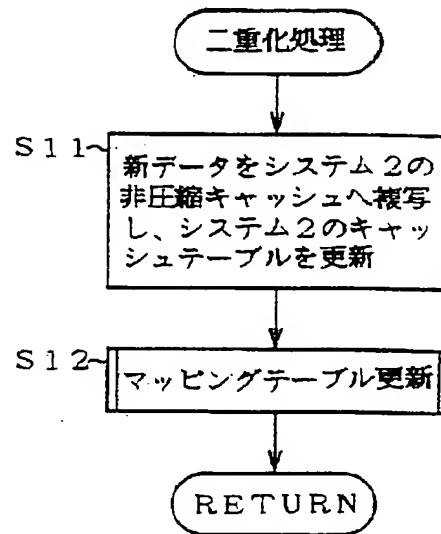 二重化処理
S11
新データをシステム2の
非圧縮キャッシュへ複写
し、システム2のキャッ
シュテーブルを更新
S12
マッピングテーブル更新
RETURN